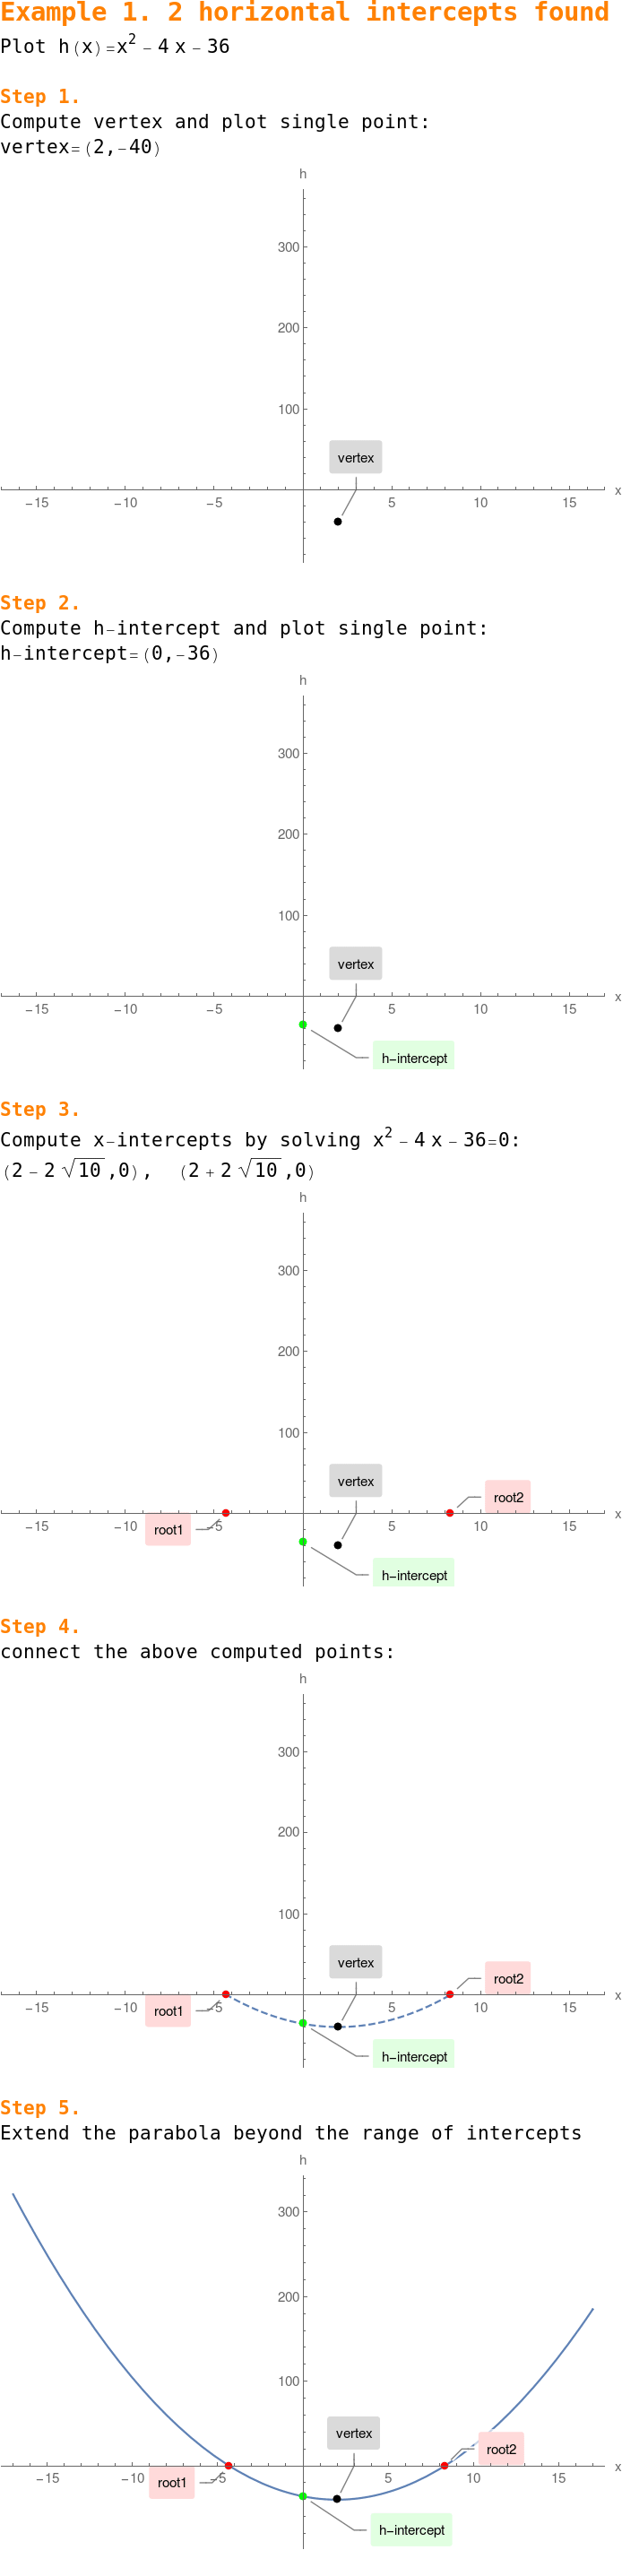 Example 1. 2 horizontal intercepts found
Plot h(x)=x² − 4 x − 36
Step 1.
Compute vertex and plot single point:
vertex=(2,−40)
h
300
200
100
vertex
−15 −10 −5 5 10 15 x
Step 2.
Compute h−intercept and plot single point:
h−intercept=(0,−36)
h
300
200
100
vertex
−15 −10 −5 5 10 15 x
h−intercept
Step 3.
Compute x−intercepts by solving x² − 4 x − 36=0:
(2 − 2 √10 ,0), (2 + 2 √10 ,0)
h
300
200
100
vertex
root2
−15 −10 −5 5 10 15 x
root1
h−intercept
Step 4.
connect the above computed points:
h
300
200
100
vertex
root2
−15 −10 −5 5 10 15 x
root1
h−intercept
Step 5.
Extend the parabola beyond the range of intercepts
h
300
200
100
vertex
root2
−15 −10 −5 5 10 15 x
root1
h−intercept